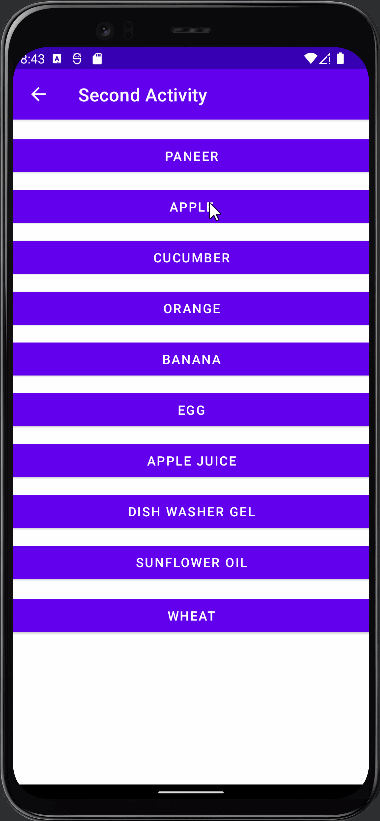 8:43
Second Activity
PANEER
APPLE
CUCUMBER
ORANGE
BANANA
EGG
APPLE JUICE
DISH WASHER GEL
SUNFLOWER OIL
WHEAT